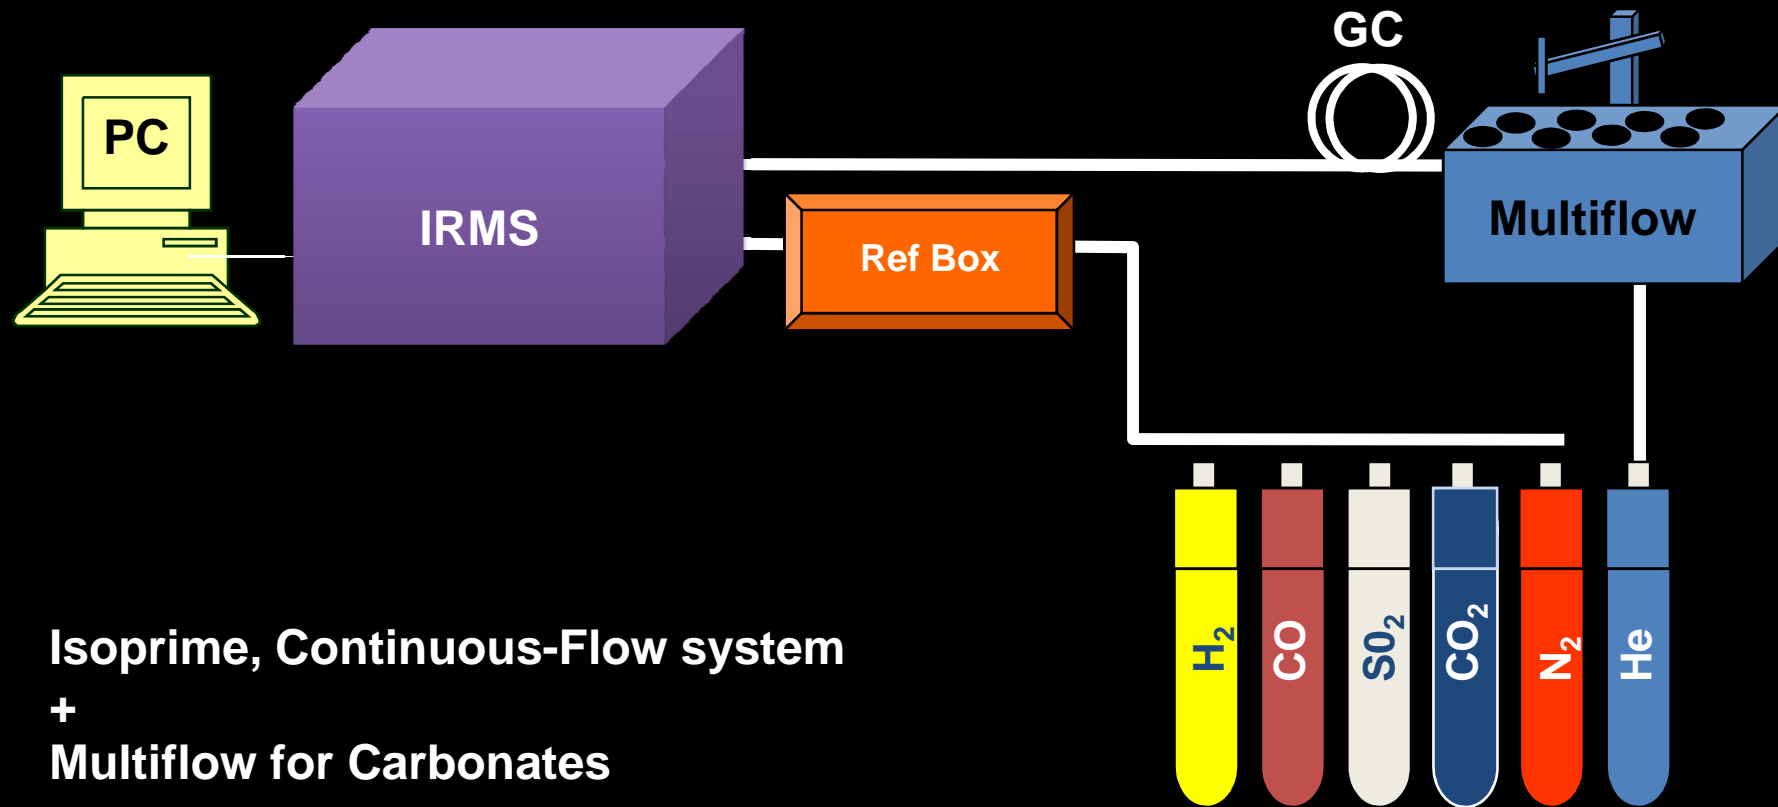 GC
PC
IRMS
Ref Box
Multiflow
H₂
CO
S0₂
CO₂
N₂
He
Isoprime, Continuous-Flow system
+
Multiflow for Carbonates